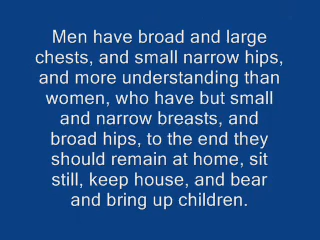 Men have broad and large
chests, and small narrow hips,
and more understanding than
women, who have but small
and narrow breasts, and
broad hips, to the end they
should remain at home, sit
still, keep house, and bear
and bring up children.